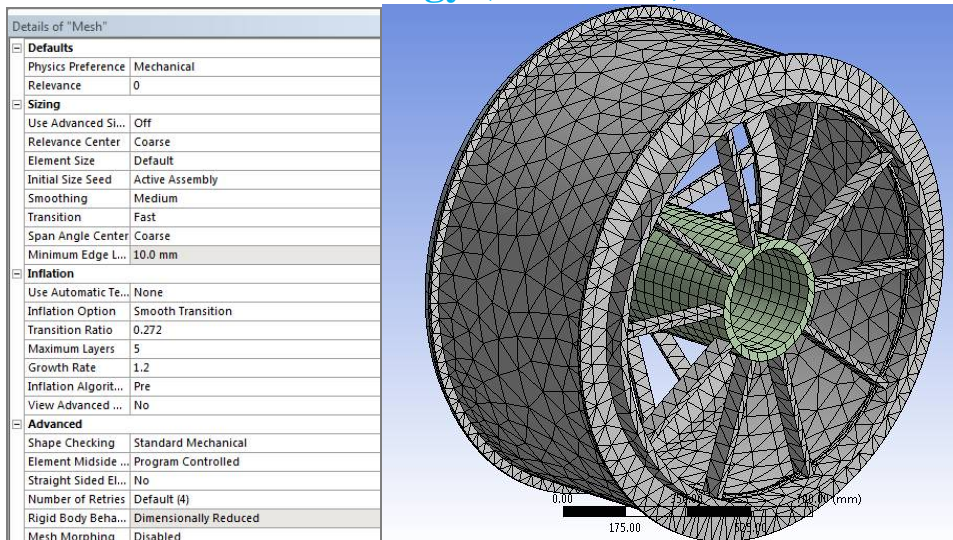 Details of "Mesh"
Defaults
Physics Preference Mechanical
Relevance 0
Sizing
Use Advanced Si... Off
Relevance Center Coarse
Element Size Default
Initial Size Seed Active Assembly
Smoothing Medium
Transition Fast
Span Angle Center Coarse
Minimum Edge L... 10.0 mm
Inflation
Use Automatic Te... None
Inflation Option Smooth Transition
Transition Ratio 0.272
Maximum Layers 5
Growth Rate 1.2
Inflation Algorit... Pre
View Advanced ... No
Advanced
Shape Checking Standard Mechanical
Element Midside ... Program Controlled
Straight Sided El... No
Number of Retries Default (4)
Rigid Body Beha... Dimensionally Reduced
Mesh Morphing Disabled
0.00 (mm)
175.00